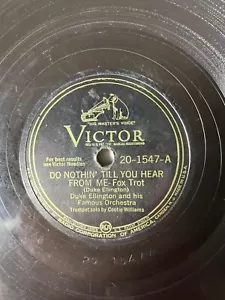 "HIS MASTER'S VOICE"
VICTOR
For best results
use Victor Needles
20-1547-A
DO NOTHIN' TILL YOU HEAR
FROM ME-Fox Trot
(Duke Ellington)
Duke Ellington and his
Famous Orchestra
Trumpet solo by Cootie Williams
RCA